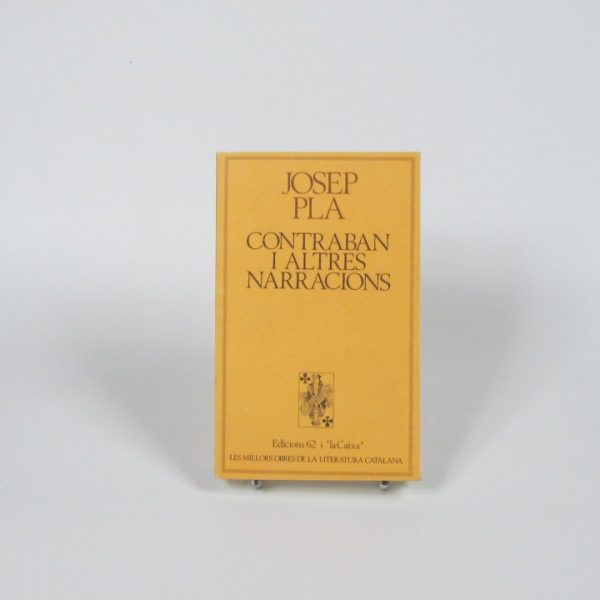 JOSEP
PLA
CONTRABAN
I ALTRES
NARRACIONS
Edicions 62 i "la Caixa"
LES MILLORS OBRES DE LA LITERATURA CATALANA